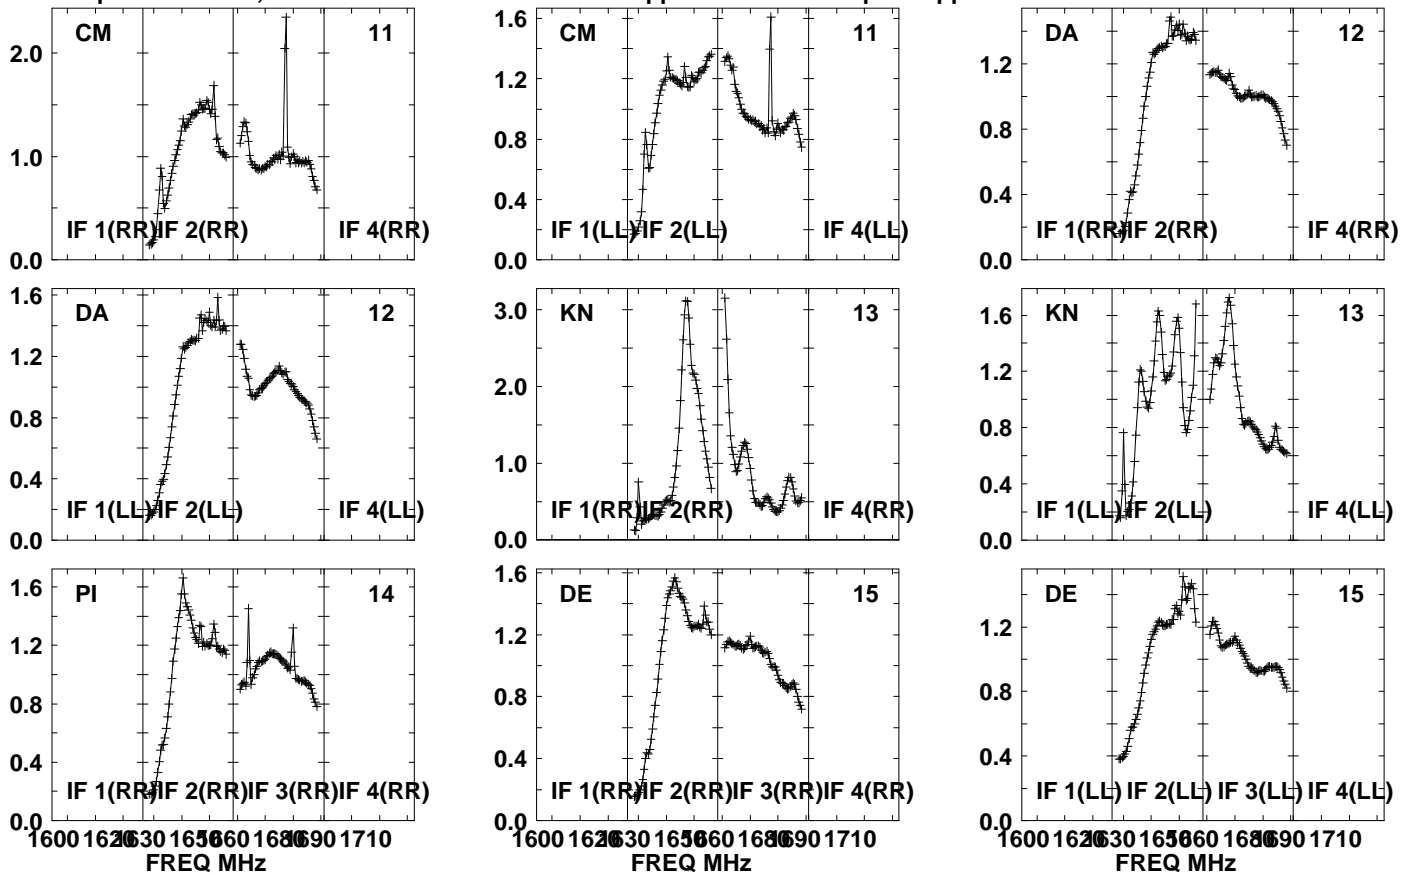 CM 11
2.0
1.0
0.0
IF 1(RR) IF 2(RR) IF 4(RR)
CM 11
1.6
1.2
0.8
0.4
0.0
IF 1(LL) IF 2(LL) IF 4(LL)
DA 12
1.2
0.8
0.4
0.0
IF 1(RR) IF 2(RR) IF 4(RR)
DA 12
1.6
1.2
0.8
0.4
0.0
IF 1(LL) IF 2(LL) IF 4(LL)
KN 13
3.0
2.0
1.0
0.0
IF 1(RR) IF 2(RR) IF 4(RR)
KN 13
1.6
1.2
0.8
0.4
0.0
IF 1(LL) IF 2(LL) IF 4(LL)
PI 14
1.6
1.2
0.8
0.4
0.0
IF 1(RR) IF 2(RR) IF 3(RR) IF 4(RR)
1600 1620 1630 1650 1660 1680 1690 1710
FREQ MHz
DE 15
1.6
1.2
0.8
0.4
0.0
IF 1(RR) IF 2(RR) IF 3(RR) IF 4(RR)
1600 1620 1630 1650 1660 1680 1690 1710
FREQ MHz
DE 15
1.2
0.8
0.4
0.0
IF 1(LL) IF 2(LL) IF 3(LL) IF 4(LL)
1600 1620 1630 1650 1660 1680 1690 1710
FREQ MHz